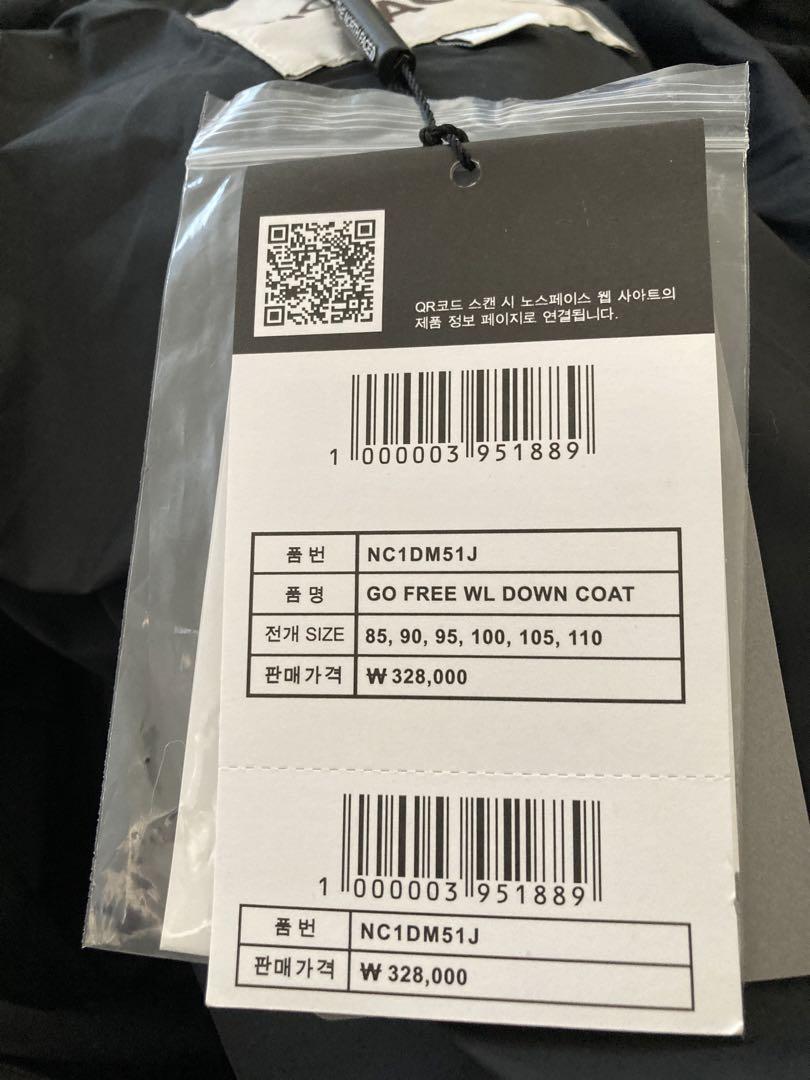 THE NORTH FACE
QR코드 스캔 시 노스페이스 웹 사아트의
제품 정보 페이지로 연결됩니다.
1 000003 951889
품 번 NC1DM51J
품 명 GO FREE WL DOWN COAT
전개 SIZE 85, 90, 95, 100, 105, 110
판매가격 ₩ 328,000
1 000003 951889
품 번 NC1DM51J
판매가격 ₩ 328,000